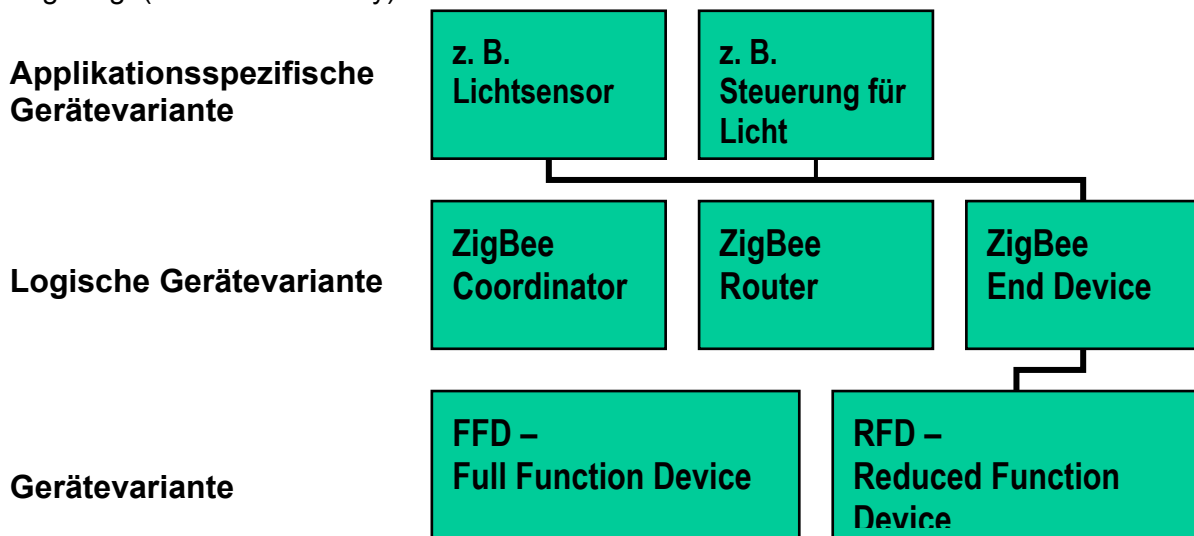 Applikationsspezifische
Gerätevariante
z. B.
Lichtsensor
z. B.
Steuerung für
Licht
Logische Gerätevariante
ZigBee
Coordinator
ZigBee
Router
ZigBee
End Device
Gerätevariante
FFD –
Full Function Device
RFD –
Reduced Function
Device